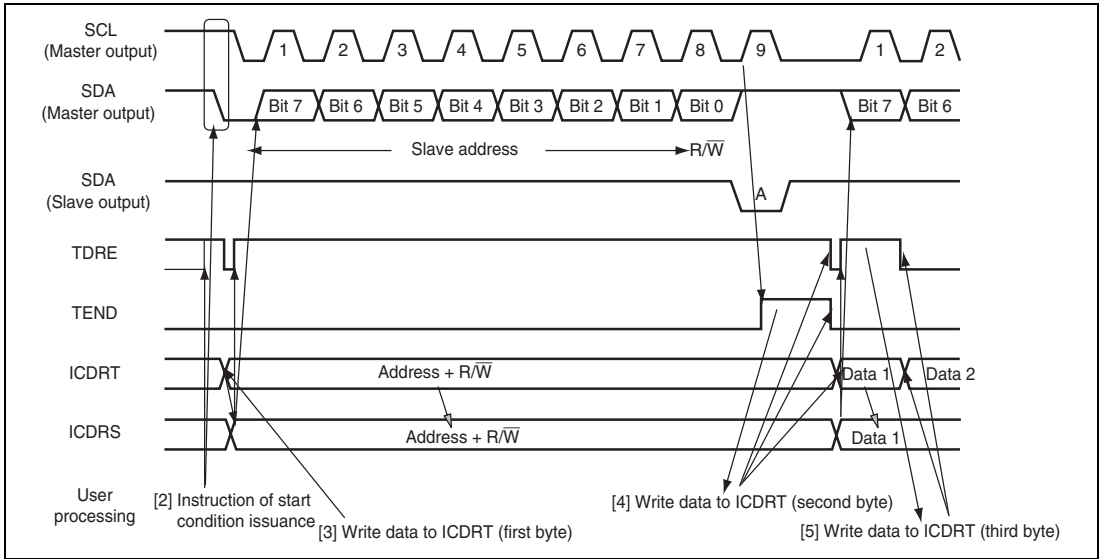 SCL
(Master output)
1 2 3 4 5 6 7 8 9 1 2
SDA
(Master output)
Bit 7 Bit 6 Bit 5 Bit 4 Bit 3 Bit 2 Bit 1 Bit 0 Bit 7 Bit 6
Slave address R/W̅
SDA
(Slave output)
A
TDRE
TEND
ICDRT
Address + R/W̅ Data 1 Data 2
ICDRS
Address + R/W̅ Data 1
User
processing
[2] Instruction of start
condition issuance
[3] Write data to ICDRT (first byte)
[4] Write data to ICDRT (second byte)
[5] Write data to ICDRT (third byte)